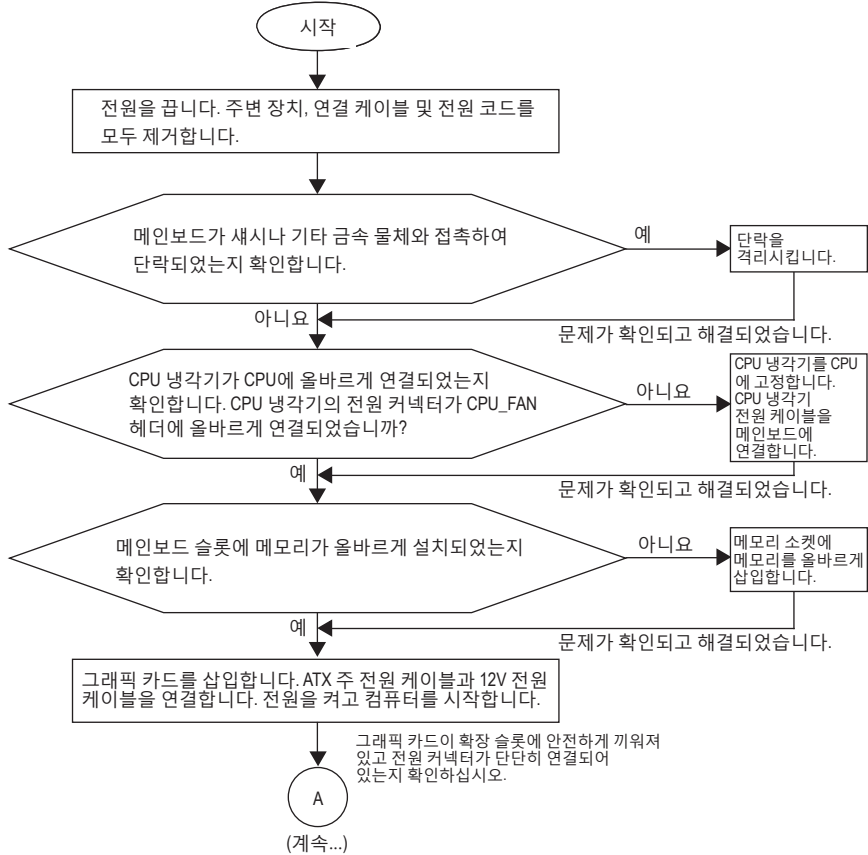 시작
전원을 끕니다. 주변 장치, 연결 케이블 및 전원 코드를
모두 제거합니다.
메인보드가 섀시나 기타 금속 물체와 접촉하여
단락되었는지 확인합니다.
예
단락을
격리시킵니다.
아니요
문제가 확인되고 해결되었습니다.
CPU 냉각기가 CPU에 올바르게 연결되었는지
확인합니다. CPU 냉각기의 전원 커넥터가 CPU_FAN
헤더에 올바르게 연결되었습니까?
아니요
CPU 냉각기를 CPU
에 고정합니다.
CPU 냉각기
전원 케이블을
메인보드에
연결합니다.
예
문제가 확인되고 해결되었습니다.
메인보드 슬롯에 메모리가 올바르게 설치되었는지
확인합니다.
아니요
메모리 소켓에
메모리를 올바르게
삽입합니다.
예
문제가 확인되고 해결되었습니다.
그래픽 카드를 삽입합니다. ATX 주 전원 케이블과 12V 전원
케이블을 연결합니다. 전원을 켜고 컴퓨터를 시작합니다.
그래픽 카드이 확장 슬롯에 안전하게 끼워져
있고 전원 커넥터가 단단히 연결되어
있는지 확인하십시오.
A
(계속...)